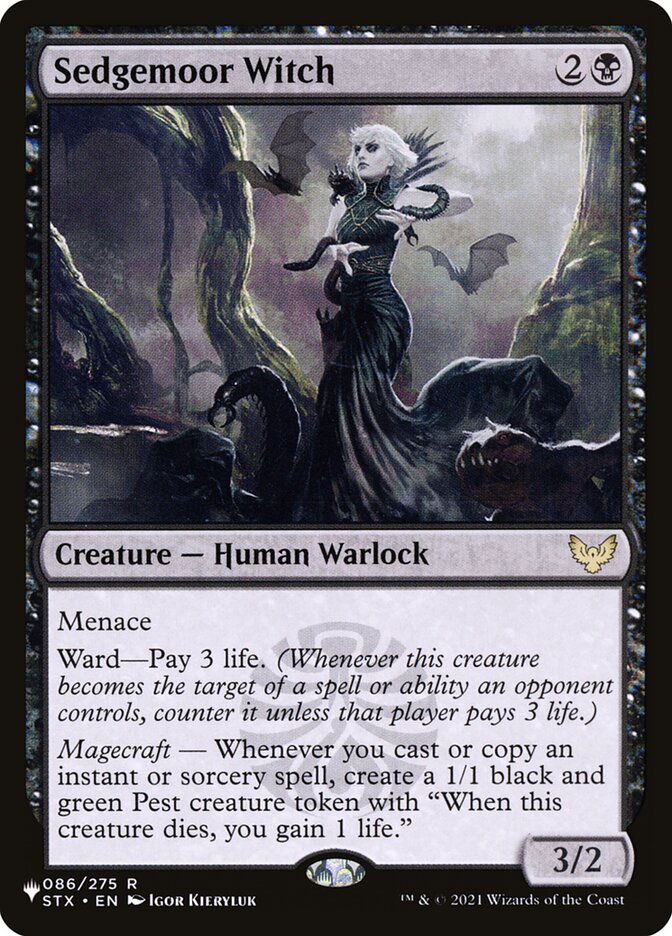 Sedgemoor Witch 2
Creature — Human Warlock
Menace
Ward—Pay 3 life. (Whenever this creature
becomes the target of a spell or ability an opponent
controls, counter it unless that player pays 3 life.)
Magecraft — Whenever you cast or copy an
instant or sorcery spell, create a 1/1 black and
green Pest creature token with “When this
creature dies, you gain 1 life.”
3/2
086/275 R
STX • EN Igor Kieryluk
™ & © 2021 Wizards of the Coast